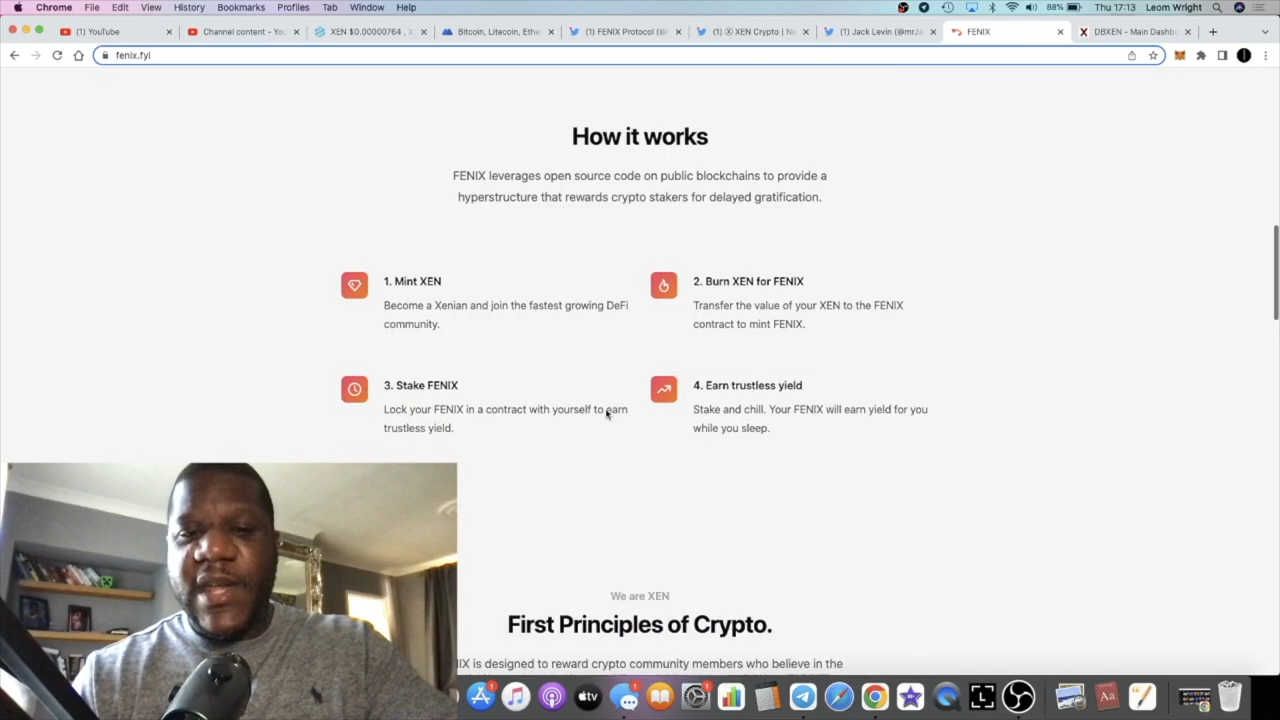 Chrome File Edit View History Bookmarks Profiles Tab Window Help 88% Thu 17:13 Leom Wright
(1) YouTube Channel content - You XEN $0.00000764 , X Bitcoin, Litecoin, Ethe (1) FENIX Protocol (@ (1) Ⓧ XEN Crypto | Ne (1) Jack Levin (@mrJa FENIX DBXEN - Main Dashbo
fenix.fyi
How it works
FENIX leverages open source code on public blockchains to provide a
hyperstructure that rewards crypto stakers for delayed gratification.
1. Mint XEN
Become a Xenian and join the fastest growing DeFi
community.
2. Burn XEN for FENIX
Transfer the value of your XEN to the FENIX
contract to mint FENIX.
3. Stake FENIX
Lock your FENIX in a contract with yourself to earn
trustless yield.
4. Earn trustless yield
Stake and chill. Your FENIX will earn yield for you
while you sleep.
We are XEN
First Principles of Crypto.
IX is designed to reward crypto community members who believe in the